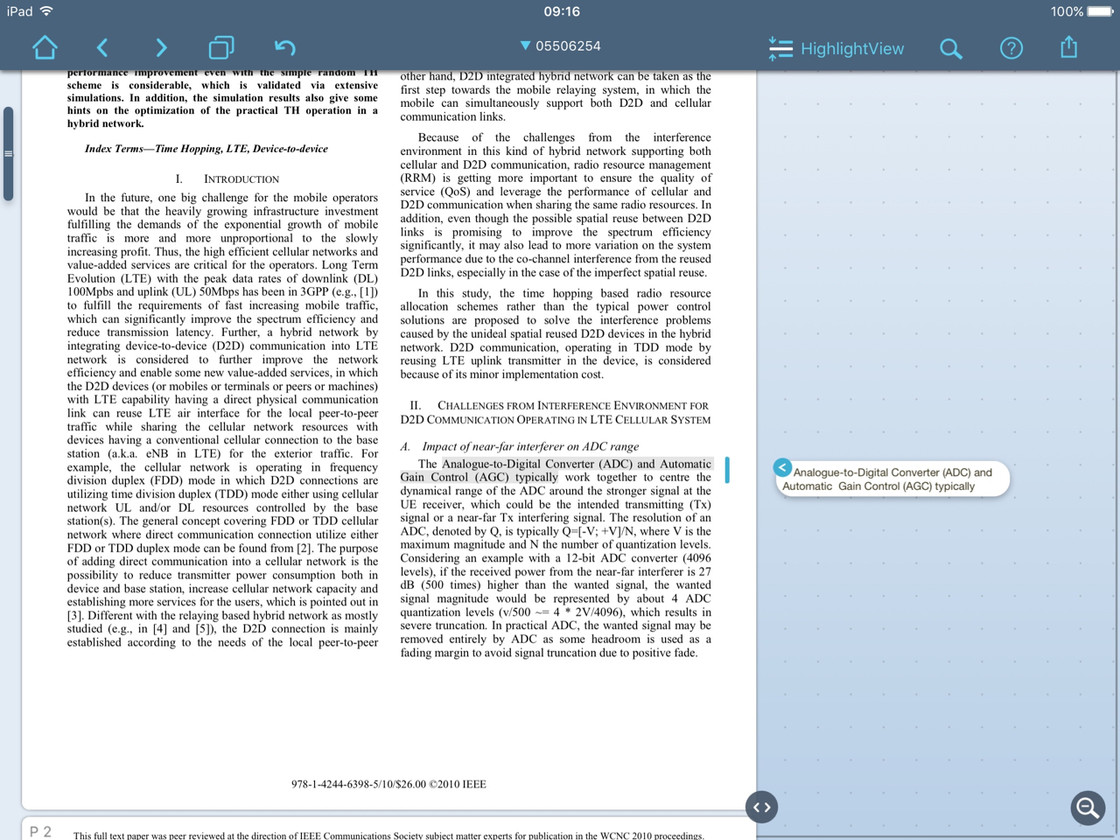 iPad
09:16
100%
05506254
HighlightView
performance improvement even with the simple random TH
scheme is considerable, which is validated via extensive
simulations. In addition, the simulation results also give some
hints on the optimization of the practical TH operation in a
hybrid network.
Index Terms—Time Hopping, LTE, Device-to-device
I. INTRODUCTION
In the future, one big challenge for the mobile operators
would be that the heavily growing infrastructure investment
fulfilling the demands of the exponential growth of mobile
traffic is more and more unproportional to the slowly
increasing profit. Thus, the high efficient cellular networks and
value-added services are critical for the operators. Long Term
Evolution (LTE) with the peak data rates of downlink (DL)
100Mpbs and uplink (UL) 50Mbps has been in 3GPP (e.g., [1])
to fulfill the requirements of fast increasing mobile traffic,
which can significantly improve the spectrum efficiency and
reduce transmission latency. Further, a hybrid network by
integrating device-to-device (D2D) communication into LTE
network is considered to further improve the network
efficiency and enable some new value-added services, in which
the D2D devices (or mobiles or terminals or peers or machines)
with LTE capability having a direct physical communication
link can reuse LTE air interface for the local peer-to-peer
traffic while sharing the cellular network resources with
devices having a conventional cellular connection to the base
station (a.k.a. eNB in LTE) for the exterior traffic. For
example, the cellular network is operating in frequency
division duplex (FDD) mode in which D2D connections are
utilizing time division duplex (TDD) mode either using cellular
network UL and/or DL resources controlled by the base
station(s). The general concept covering FDD or TDD cellular
network where direct communication connection utilize either
FDD or TDD duplex mode can be found from [2]. The purpose
of adding direct communication into a cellular network is the
possibility to reduce transmitter power consumption both in
device and base station, increase cellular network capacity and
establishing more services for the users, which is pointed out in
[3]. Different with the relaying based hybrid network as mostly
studied (e.g., in [4] and [5]), the D2D connection is mainly
established according to the needs of the local peer-to-peer
other hand, D2D integrated hybrid network can be taken as the
first step towards the mobile relaying system, in which the
mobile can simultaneously support both D2D and cellular
communication links.
Because of the challenges from the interference
environment in this kind of hybrid network supporting both
cellular and D2D communication, radio resource management
(RRM) is getting more important to ensure the quality of
service (QoS) and leverage the performance of cellular and
D2D communication when sharing the same radio resources. In
addition, even though the possible spatial reuse between D2D
links is promising to improve the spectrum efficiency
significantly, it may also lead to more variation on the system
performance due to the co-channel interference from the reused
D2D links, especially in the case of the imperfect spatial reuse.
In this study, the time hopping based radio resource
allocation schemes rather than the typical power control
solutions are proposed to solve the interference problems
caused by the unideal spatial reused D2D devices in the hybrid
network. D2D communication, operating in TDD mode by
reusing LTE uplink transmitter in the device, is considered
because of its minor implementation cost.
II. CHALLENGES FROM INTERFERENCE ENVIRONMENT FOR
D2D COMMUNICATION OPERATING IN LTE CELLULAR SYSTEM
A. Impact of near-far interferer on ADC range
The Analogue-to-Digital Converter (ADC) and Automatic
Gain Control (AGC) typically work together to centre the
dynamical range of the ADC around the stronger signal at the
UE receiver, which could be the intended transmitting (Tx)
signal or a near-far Tx interfering signal. The resolution of an
ADC, denoted by Q, is typically Q=[-V; +V]/N, where V is the
maximum magnitude and N the number of quantization levels.
Considering an example with a 12-bit ADC converter (4096
levels), if the received power from the near-far interferer is 27
dB (500 times) higher than the wanted signal, the wanted
signal magnitude would be represented by about 4 ADC
quantization levels (v/500 ~= 4 * 2V/4096), which results in
severe truncation. In practical ADC, the wanted signal may be
removed entirely by ADC as some headroom is used as a
fading margin to avoid signal truncation due to positive fade.
Analogue-to-Digital Converter (ADC) and
Automatic Gain Control (AGC) typically
978-1-4244-6398-5/10/$26.00 ©2010 IEEE
P 2
This full text paper was peer reviewed at the direction of IEEE Communications Society subject matter experts for publication in the WCNC 2010 proceedings.